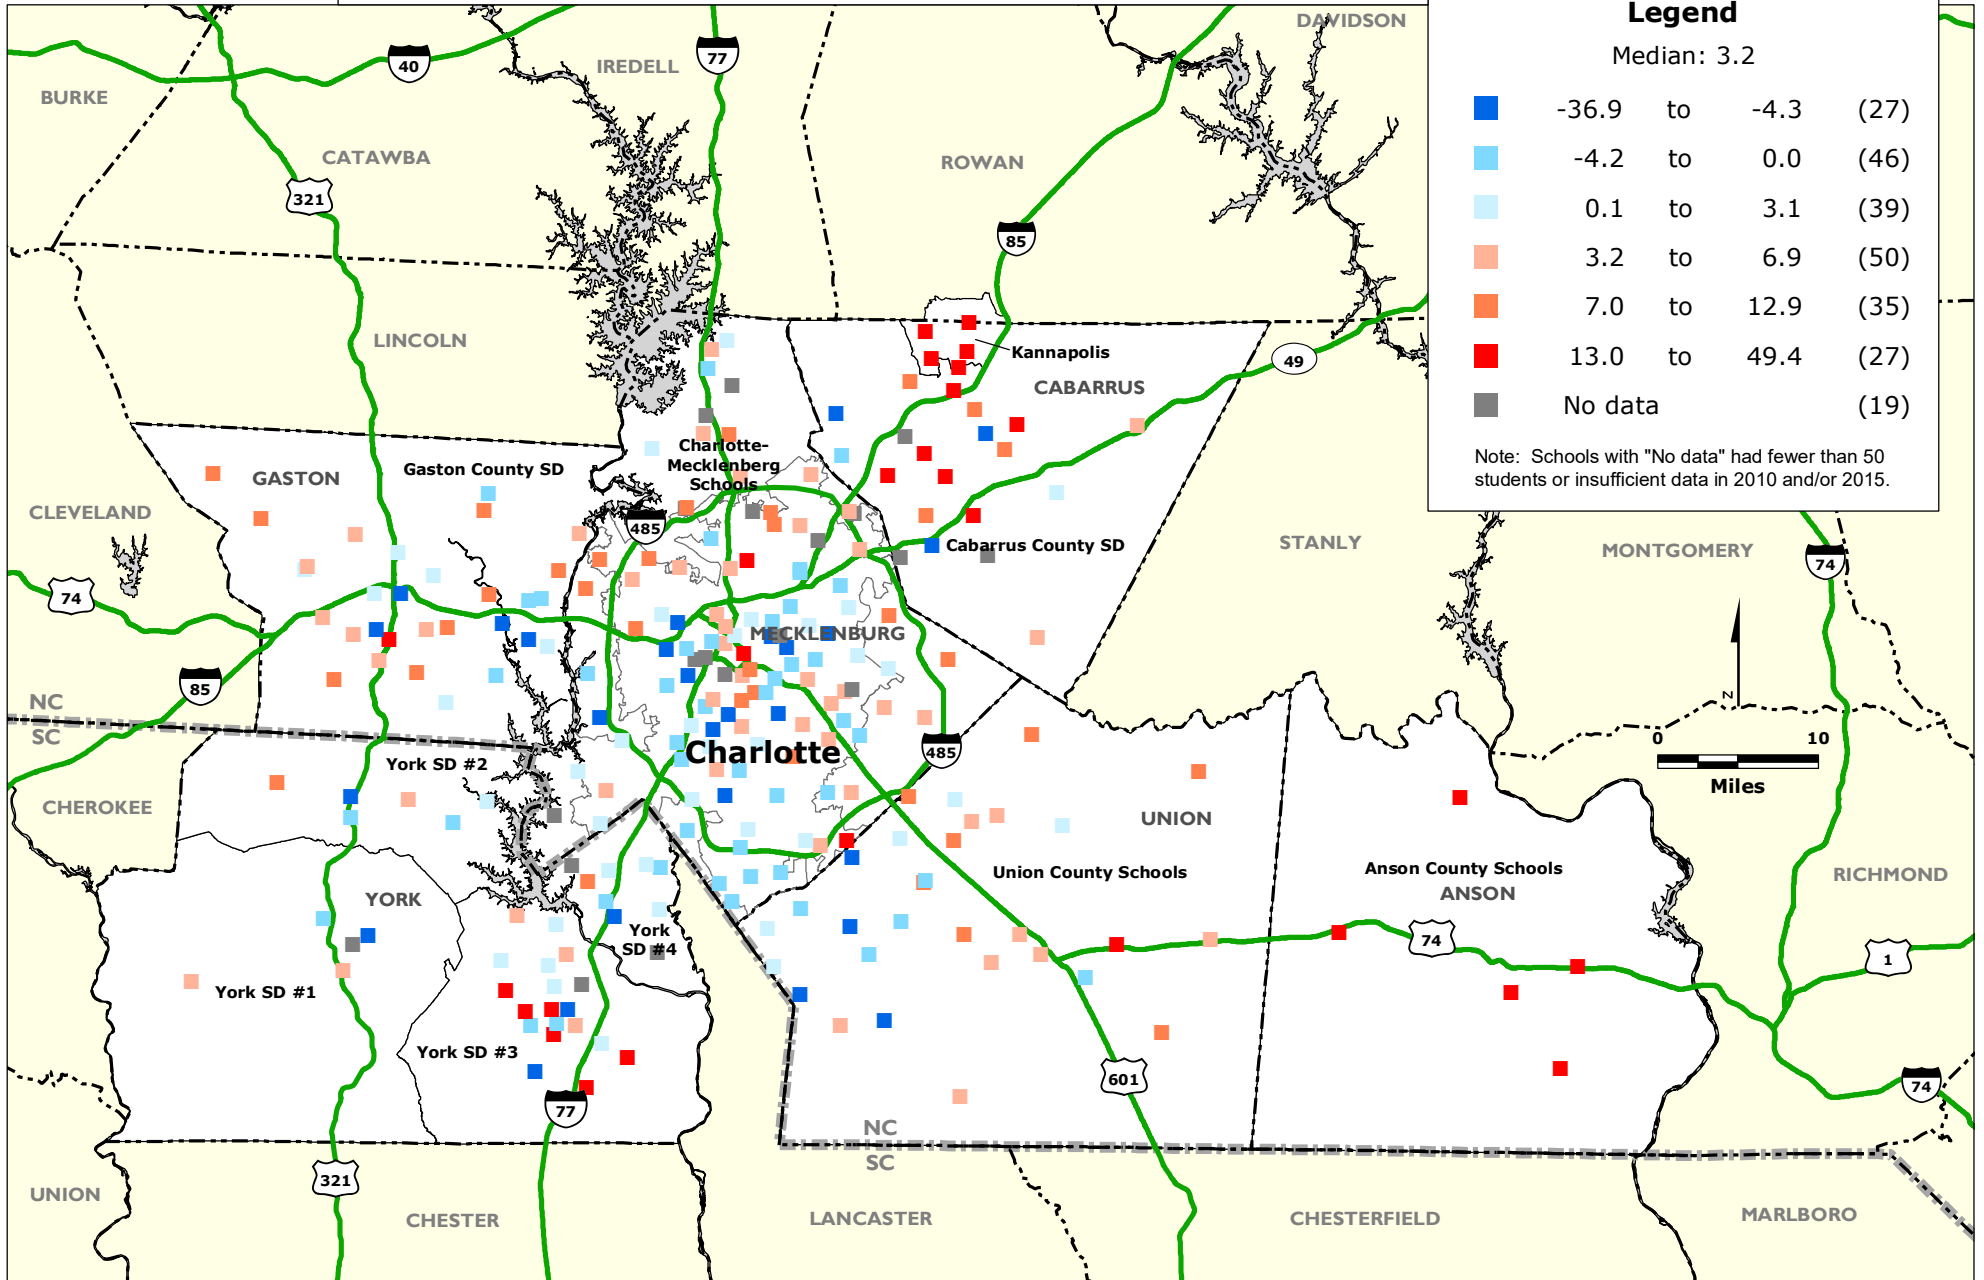 Legend
Median: 3.2
-36.9 to -4.3 (27)
-4.2 to 0.0 (46)
0.1 to 3.1 (39)
3.2 to 6.9 (50)
7.0 to 12.9 (35)
13.0 to 49.4 (27)
No data (19)
Note: Schools with "No data" had fewer than 50
students or insufficient data in 2010 and/or 2015.
DAVIDSON
40
77
IREDELL
BURKE
CATAWBA
ROWAN
321
85
LINCOLN
Kannapolis
49
CABARRUS
Charlotte-
Mecklenberg
Schools
GASTON
Gaston County SD
CLEVELAND
485
Cabarrus County SD
STANLY
MONTGOMERY
74
74
MECKLENBURG
85
NC
SC
N
0 10
Miles
Charlotte
485
York SD #2
CHEROKEE
UNION
Union County Schools
Anson County Schools
ANSON
RICHMOND
YORK
York
SD #4
74
1
York SD #1
York SD #3
601
74
77
NC
SC
321
UNION
CHESTER
LANCASTER
CHESTERFIELD
MARLBORO